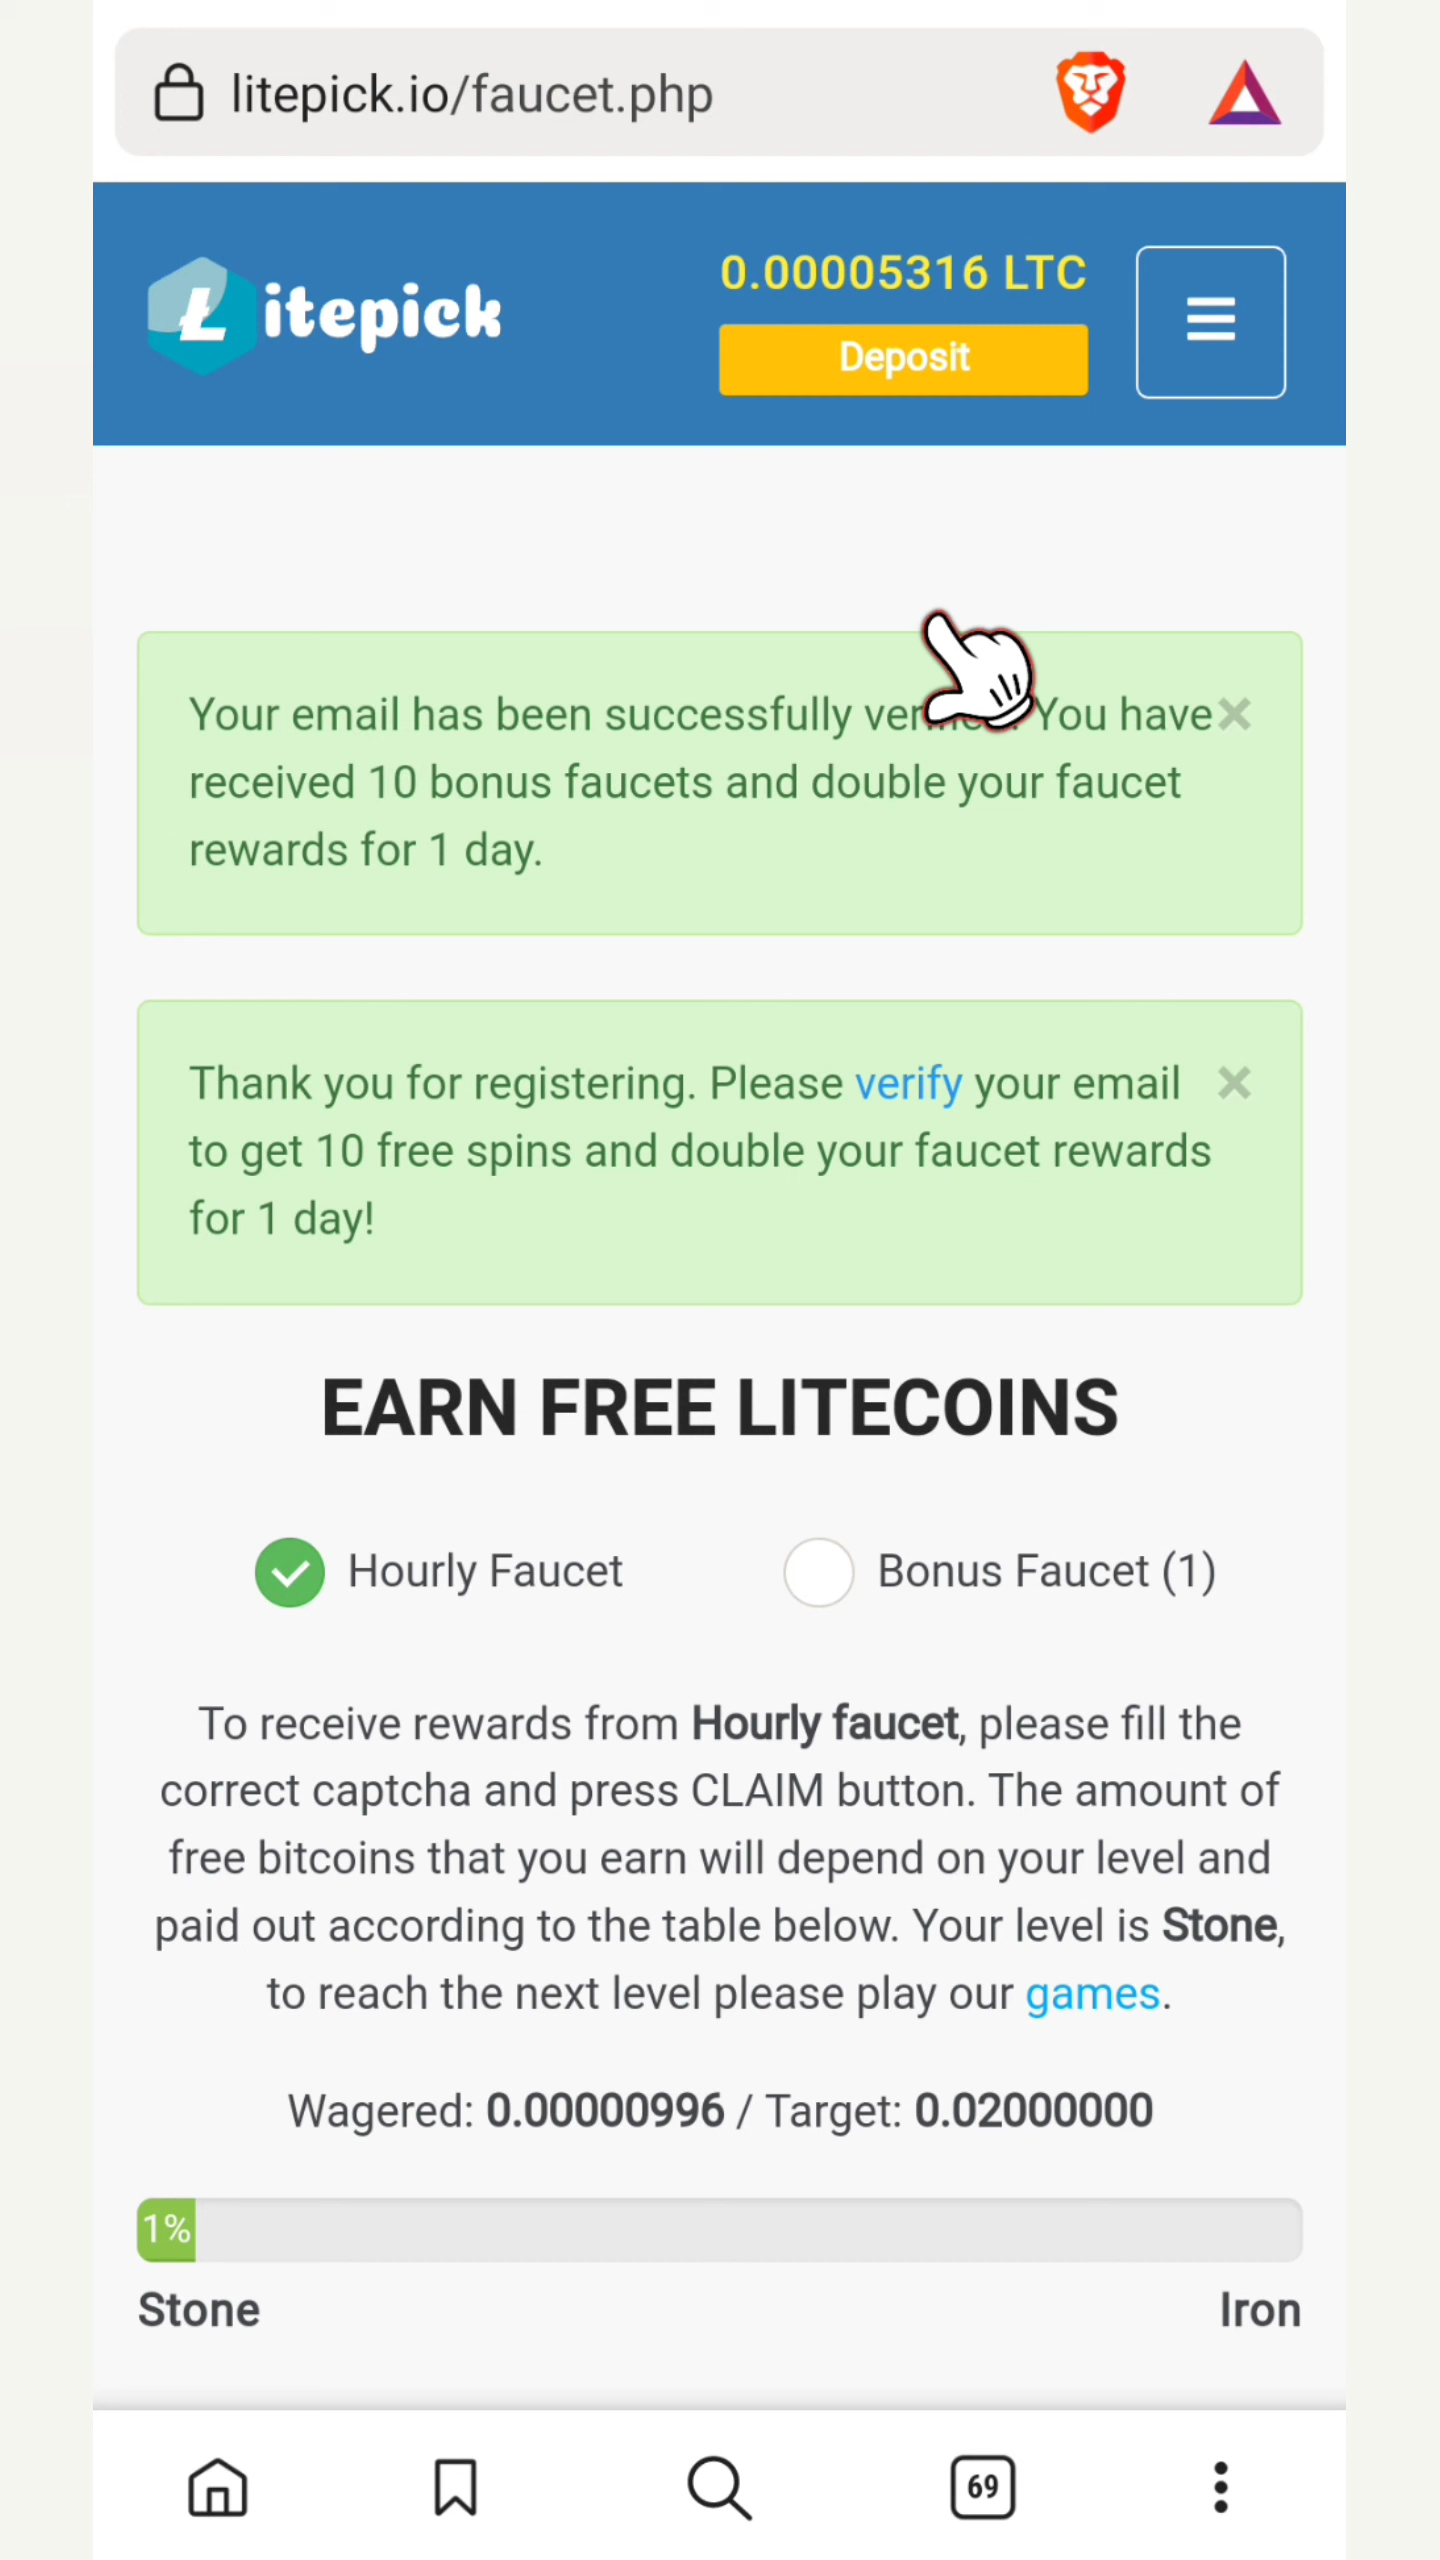 litepick.io/faucet.php
Litepick
0.00005316 LTC
Deposit
Your email has been successfully You have
received 10 bonus faucets and double your faucet
rewards for 1 day.
Thank you for registering. Please verify your email
to get 10 free spins and double your faucet rewards
for 1 day!
EARN FREE LITECOINS
Hourly Faucet
Bonus Faucet (1)
To receive rewards from Hourly faucet, please fill the
correct captcha and press CLAIM button. The amount of
free bitcoins that you earn will depend on your level and
paid out according to the table below. Your level is Stone,
to reach the next level please play our games.
Wagered: 0.00000996 / Target: 0.02000000
1%
Stone
Iron
69